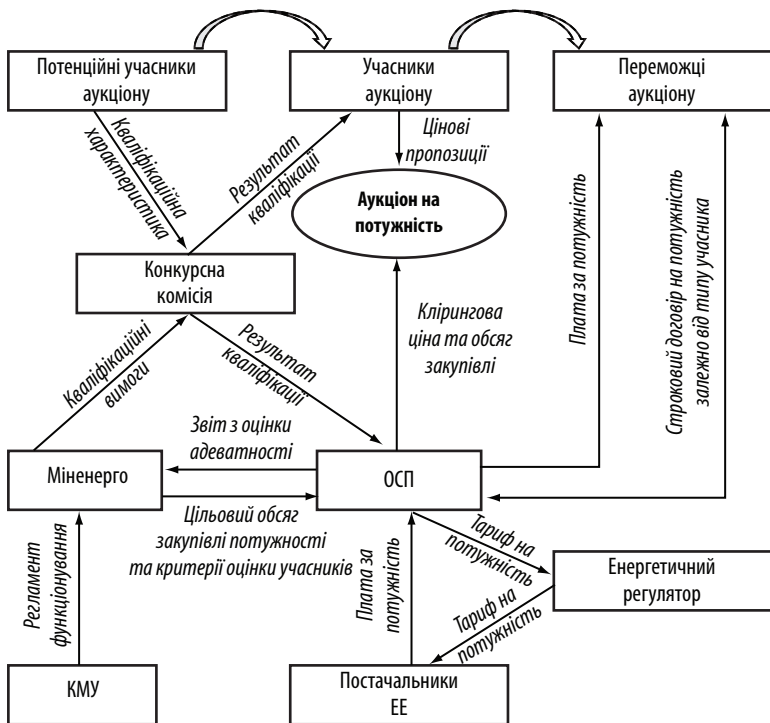 Потенційні учасники
аукціону
Учасники
аукціону
Переможці
аукціону
Кваліфікаційна
характеристика
Результат
кваліфікації
Цінові
пропозиції
Аукціон на
потужність
Конкурсна
комісія
Клірингова
ціна та обсяг
закупівлі
Плата за потужність
Строковий договір на потужність
залежно від типу учасника
Кваліфікаційні
вимоги
Результат
кваліфікації
Звіт з оцінки
адеватності
Міненерго
ОСП
Цільовий обсяг
закупівлі потужності
та критерії оцінки учасників
Регламент
функціонування
Плата за
потужність
Тариф на
потужність
Енергетичний
регулятор
Тариф на
потужність
КМУ
Постачальники
ЕЕ